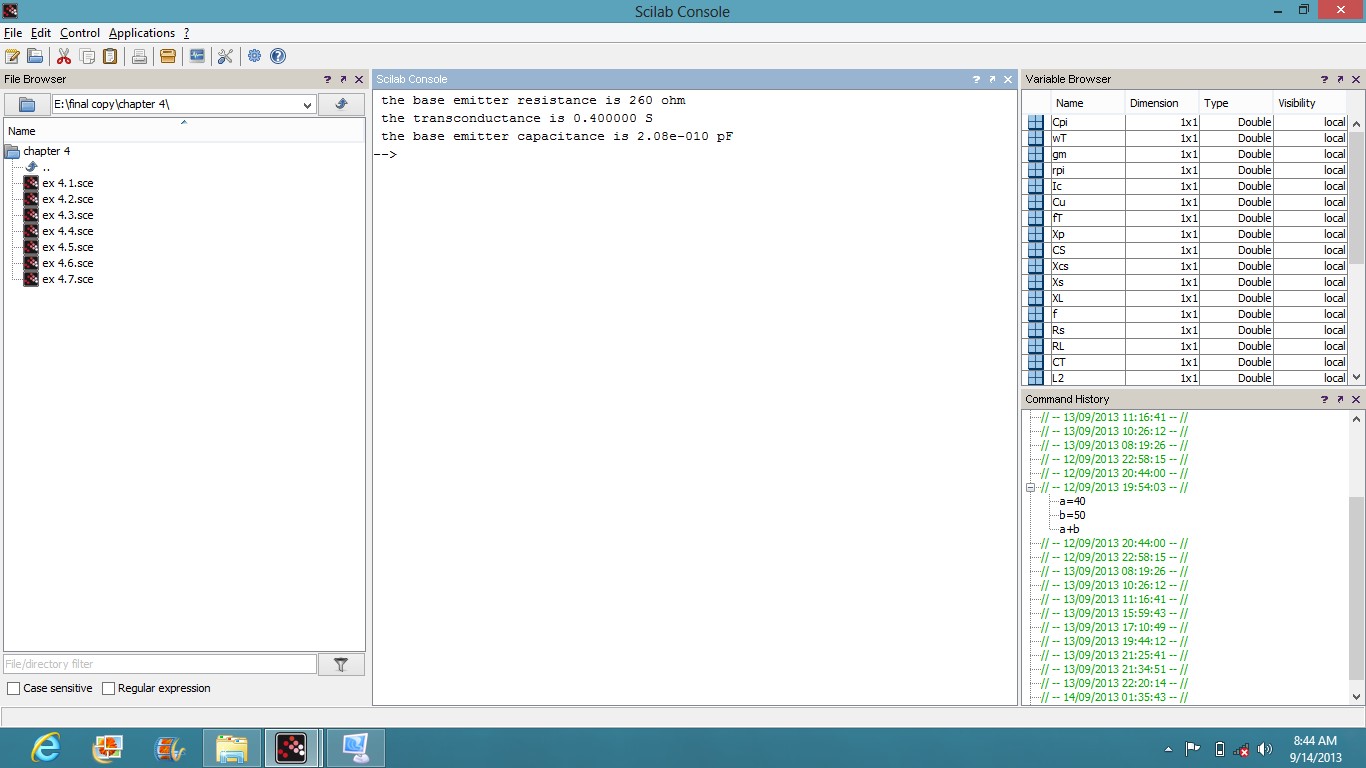 Scilab Console
File Edit Control Applications ?
File Browser ?
E:\final copy\chapter 4\
Name
chapter 4
..
ex 4.1.sce
ex 4.2.sce
ex 4.3.sce
ex 4.4.sce
ex 4.5.sce
ex 4.6.sce
ex 4.7.sce
File/directory filter
Case sensitive Regular expression
Scilab Console ?
the base emitter resistance is 260 ohm
the transconductance is 0.400000 S
the base emitter capacitance is 2.08e-010 pF
-->
Variable Browser ?
Name Dimension Type Visibility
Cpi 1x1 Double local
wT 1x1 Double local
gm 1x1 Double local
rpi 1x1 Double local
Ic 1x1 Double local
Cu 1x1 Double local
fT 1x1 Double local
Xp 1x1 Double local
CS 1x1 Double local
Xcs 1x1 Double local
Xs 1x1 Double local
XL 1x1 Double local
f 1x1 Double local
Rs 1x1 Double local
RL 1x1 Double local
CT 1x1 Double local
L2 1x1 Double local
Command History ?
// -- 13/09/2013 11:16:41 -- //
// -- 13/09/2013 10:26:12 -- //
// -- 13/09/2013 08:19:26 -- //
// -- 12/09/2013 22:58:15 -- //
// -- 12/09/2013 20:44:00 -- //
// -- 12/09/2013 19:54:03 -- //
a=40
b=50
a+b
// -- 12/09/2013 20:44:00 -- //
// -- 12/09/2013 22:58:15 -- //
// -- 13/09/2013 08:19:26 -- //
// -- 13/09/2013 10:26:12 -- //
// -- 13/09/2013 11:16:41 -- //
// -- 13/09/2013 15:59:43 -- //
// -- 13/09/2013 17:10:49 -- //
// -- 13/09/2013 19:44:12 -- //
// -- 13/09/2013 21:25:41 -- //
// -- 13/09/2013 21:34:51 -- //
// -- 13/09/2013 22:20:14 -- //
// -- 14/09/2013 01:35:43 -- //
8:44 AM
9/14/2013